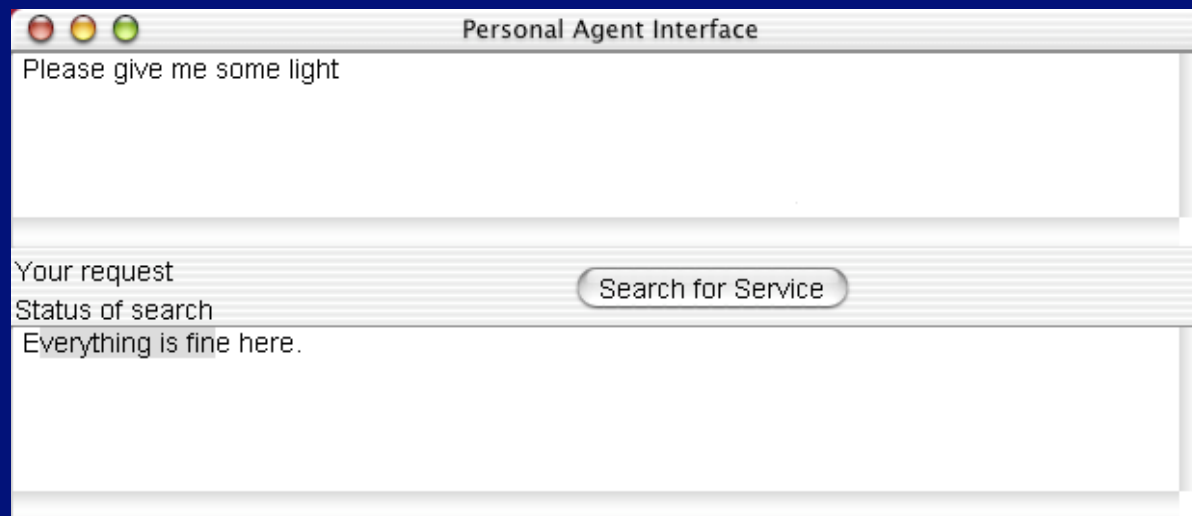 Personal Agent Interface
Please give me some light
Your request
Search for Service
Status of search
Everything is fine here.